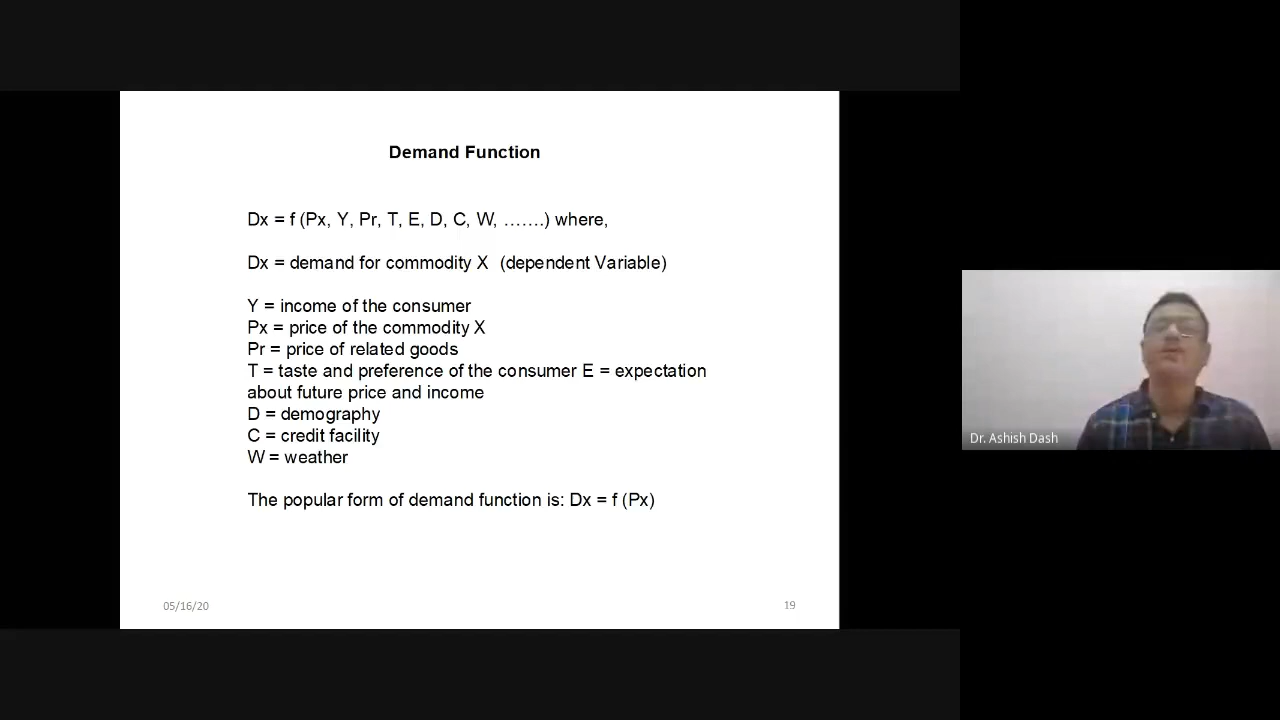 Demand Function
Dx = f (Px, Y, Pr, T, E, D, C, W, …….) where,
Dx = demand for commodity X (dependent Variable)
Y = income of the consumer
Px = price of the commodity X
Pr = price of related goods
T = taste and preference of the consumer E = expectation
about future price and income
D = demography
C = credit facility
W = weather
The popular form of demand function is: Dx = f (Px)
05/16/20
19
Dr. Ashish Dash